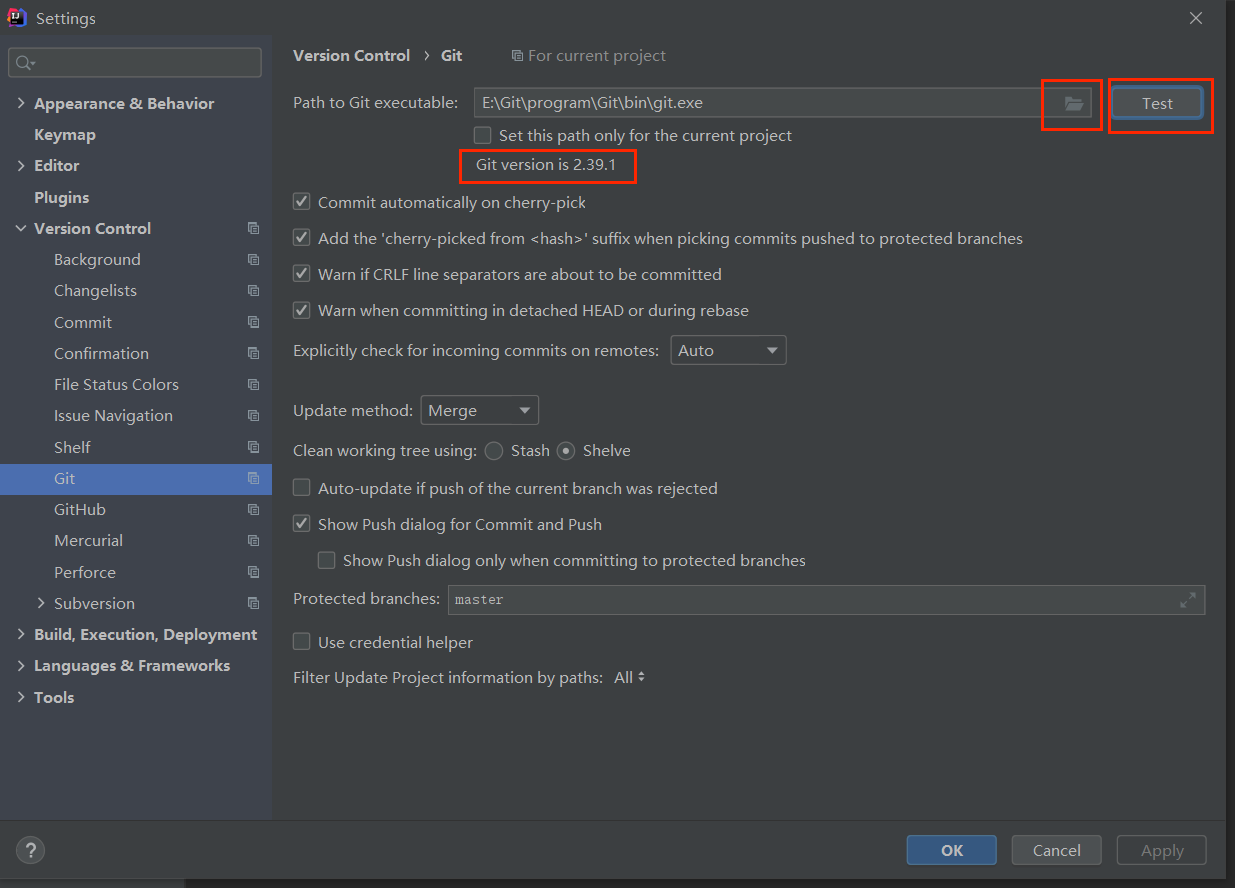 Settings
Appearance & Behavior
Keymap
Editor
Plugins
Version Control
Background
Changelists
Commit
Confirmation
File Status Colors
Issue Navigation
Shelf
Git
GitHub
Mercurial
Perforce
Subversion
Build, Execution, Deployment
Languages & Frameworks
Tools
Version Control › Git For current project
Path to Git executable: E:\Git\program\Git\bin\git.exe Test
Set this path only for the current project
Git version is 2.39.1
Commit automatically on cherry-pick
Add the 'cherry-picked from <hash>' suffix when picking commits pushed to protected branches
Warn if CRLF line separators are about to be committed
Warn when committing in detached HEAD or during rebase
Explicitly check for incoming commits on remotes: Auto
Update method: Merge
Clean working tree using: Stash Shelve
Auto-update if push of the current branch was rejected
Show Push dialog for Commit and Push
Show Push dialog only when committing to protected branches
Protected branches: master
Use credential helper
Filter Update Project information by paths: All
? OK Cancel Apply